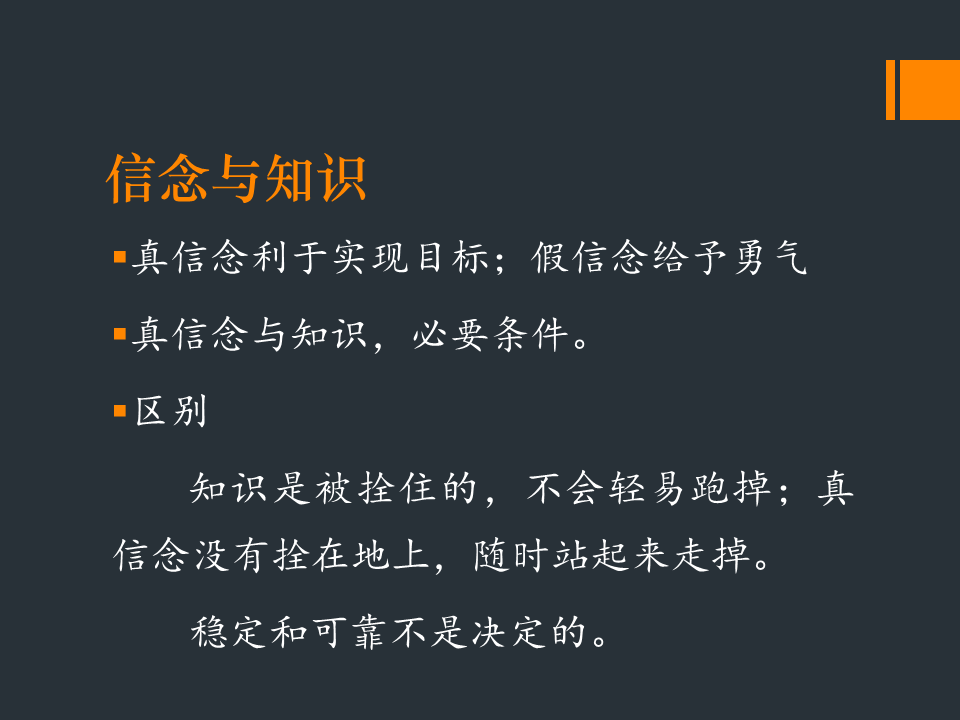 信念与知识
▪真信念利于实现目标；假信念给予勇气
▪真信念与知识，必要条件。
▪区别
知识是被拴住的，不会轻易跑掉；真
信念没有拴在地上，随时站起来走掉。
稳定和可靠不是决定的。